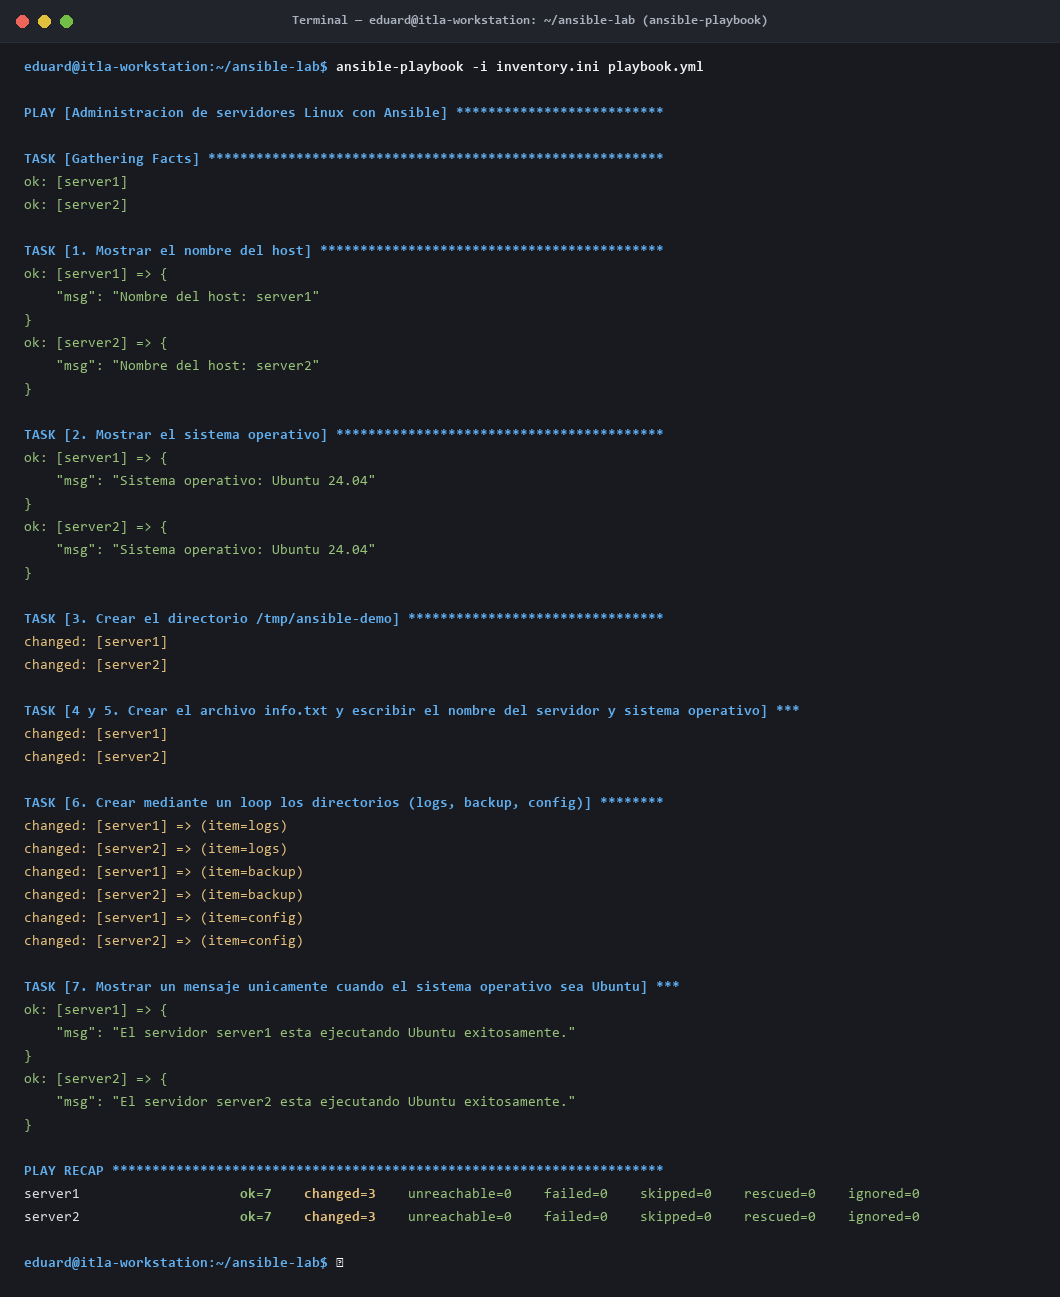 Terminal — eduard@itla-workstation: ~/ansible-lab (ansible-playbook)
eduard@itla-workstation:~/ansible-lab$ ansible-playbook -i inventory.ini playbook.yml
PLAY [Administracion de servidores Linux con Ansible] **************************
TASK [Gathering Facts] *********************************************************
ok: [server1]
ok: [server2]
TASK [1. Mostrar el nombre del host] *******************************************
ok: [server1] => {
    "msg": "Nombre del host: server1"
}
ok: [server2] => {
    "msg": "Nombre del host: server2"
}
TASK [2. Mostrar el sistema operativo] *****************************************
ok: [server1] => {
    "msg": "Sistema operativo: Ubuntu 24.04"
}
ok: [server2] => {
    "msg": "Sistema operativo: Ubuntu 24.04"
}
TASK [3. Crear el directorio /tmp/ansible-demo] ********************************
changed: [server1]
changed: [server2]
TASK [4 y 5. Crear el archivo info.txt y escribir el nombre del servidor y sistema operativo] ***
changed: [server1]
changed: [server2]
TASK [6. Crear mediante un loop los directorios (logs, backup, config)] ********
changed: [server1] => (item=logs)
changed: [server2] => (item=logs)
changed: [server1] => (item=backup)
changed: [server2] => (item=backup)
changed: [server1] => (item=config)
changed: [server2] => (item=config)
TASK [7. Mostrar un mensaje unicamente cuando el sistema operativo sea Ubuntu] ***
ok: [server1] => {
    "msg": "El servidor server1 esta ejecutando Ubuntu exitosamente."
}
ok: [server2] => {
    "msg": "El servidor server2 esta ejecutando Ubuntu exitosamente."
}
PLAY RECAP *********************************************************************
server1                    ok=7    changed=3    unreachable=0    failed=0    skipped=0    rescued=0    ignored=0
server2                    ok=7    changed=3    unreachable=0    failed=0    skipped=0    rescued=0    ignored=0
eduard@itla-workstation:~/ansible-lab$